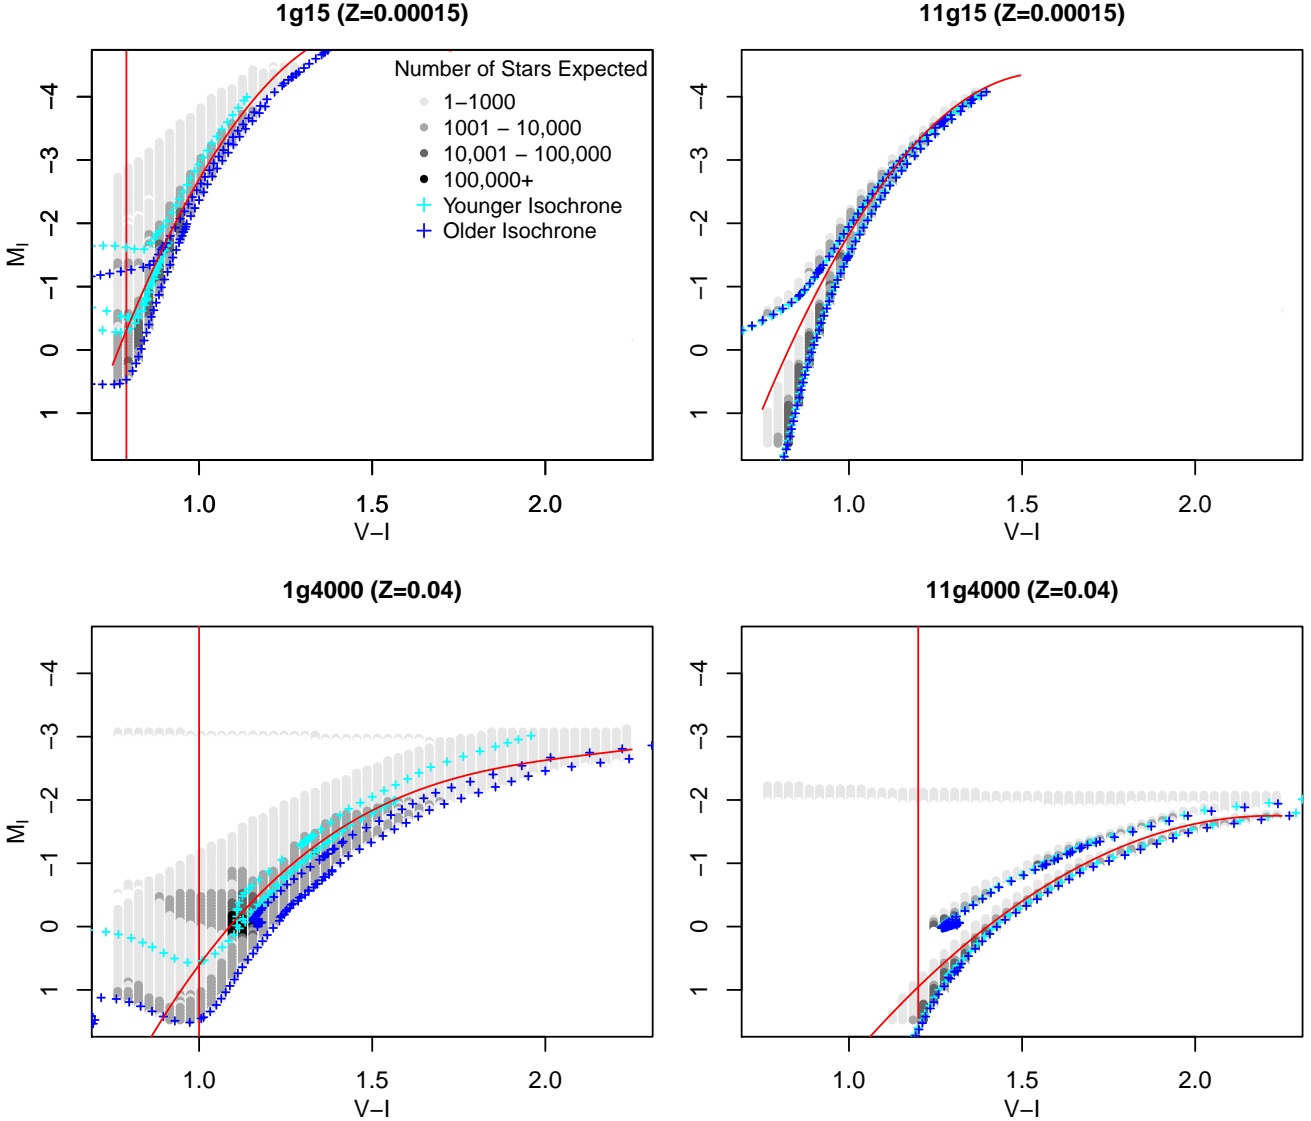 1g15 (Z=0.00015)
11g15 (Z=0.00015)
Number of Stars Expected
1−1000
1001 − 10,000
10,001 − 100,000
100,000+
Younger Isochrone
Older Isochrone
−4
−3
−2
−1
0
1
M_I
1.0
1.5
2.0
V−I
−4
−3
−2
−1
0
1
1.0
1.5
2.0
V−I
1g4000 (Z=0.04)
11g4000 (Z=0.04)
−4
−3
−2
−1
0
1
M_I
1.0
1.5
2.0
V−I
−4
−3
−2
−1
0
1
1.0
1.5
2.0
V−I